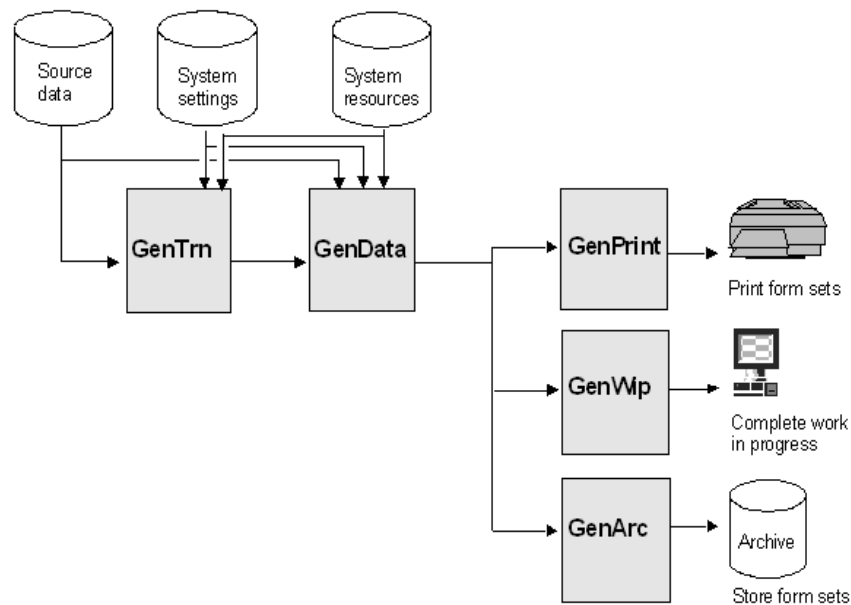 Source
data
System
settings
System
resources
GenTrn
GenData
GenPrint
Print form sets
GenWip
Complete work
in progress
GenArc
Archive
Store form sets